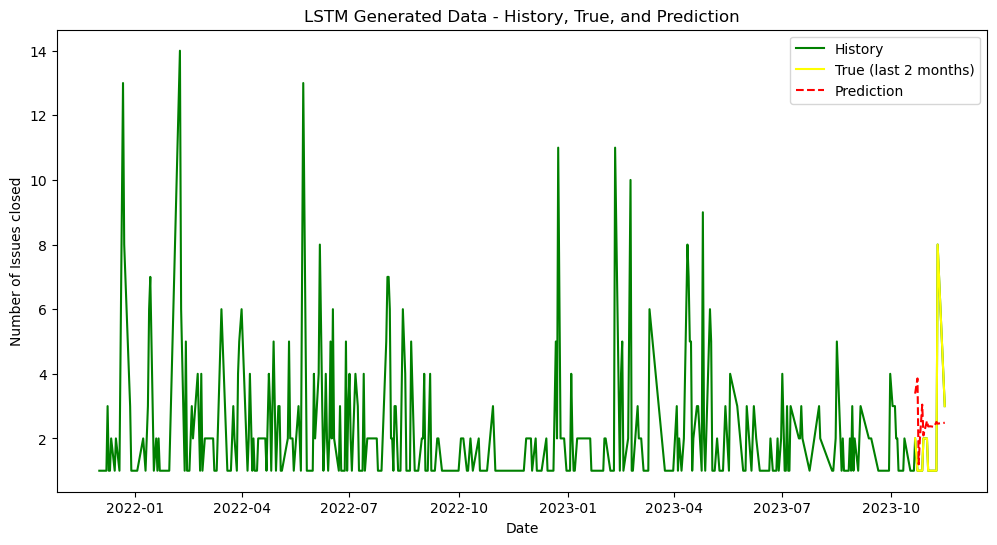 LSTM Generated Data - History, True, and Prediction
History
True (last 2 months)
Prediction
Number of Issues closed
14
12
10
8
6
4
2
2022-01
2022-04
2022-07
2022-10
2023-01
2023-04
2023-07
2023-10
Date